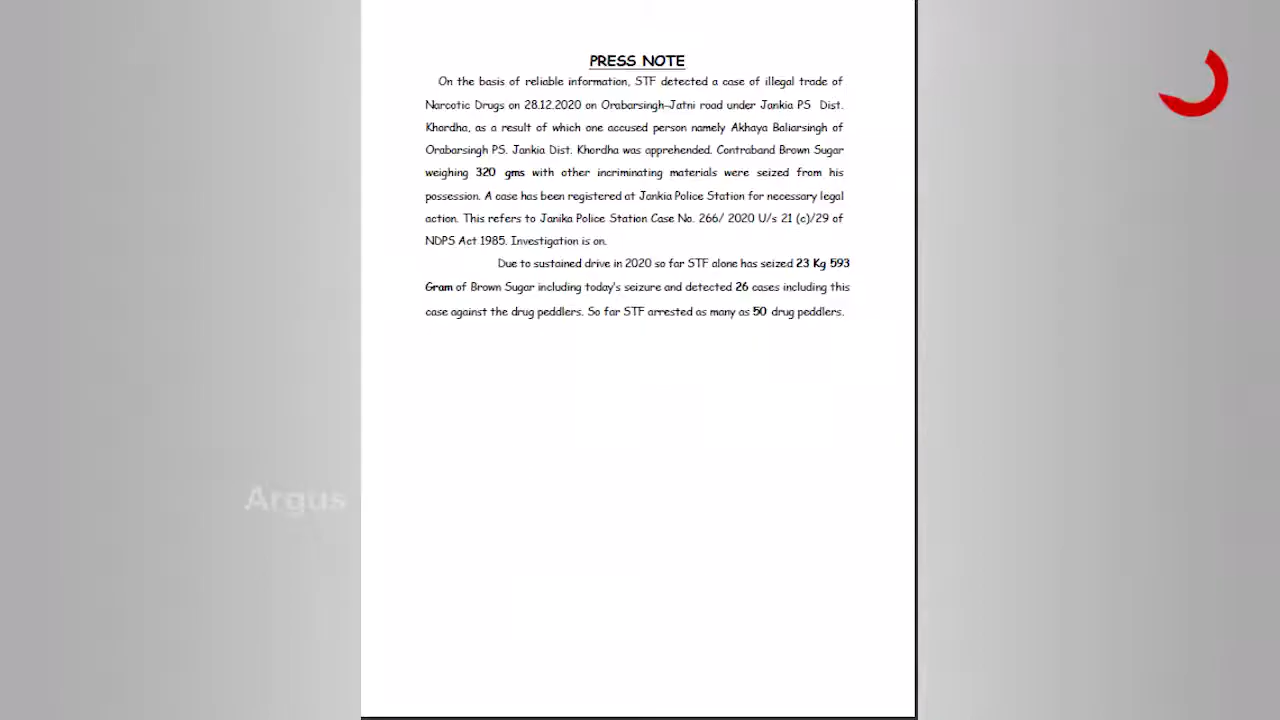 PRESS NOTE
On the basis of reliable information, STF detected a case of illegal trade of
Narcotic Drugs on 28.12.2020 on Orabarsingh-Jatni road under Jankia PS Dist.
Khordha, as a result of which one accused person namely Akhaya Baliarsingh of
Orabarsingh PS. Jankia Dist. Khordha was apprehended. Contraband Brown Sugar
weighing 320 gms with other incriminating materials were seized from his
possession. A case has been registered at Jankia Police Station for necessary legal
action. This refers to Janika Police Station Case No. 266/ 2020 U/s 21 (c)/29 of
NDPS Act 1985. Investigation is on.
Due to sustained drive in 2020 so far STF alone has seized 23 Kg 593
Gram of Brown Sugar including today's seizure and detected 26 cases including this
case against the drug peddlers. So far STF arrested as many as 50 drug peddlers.
Argus